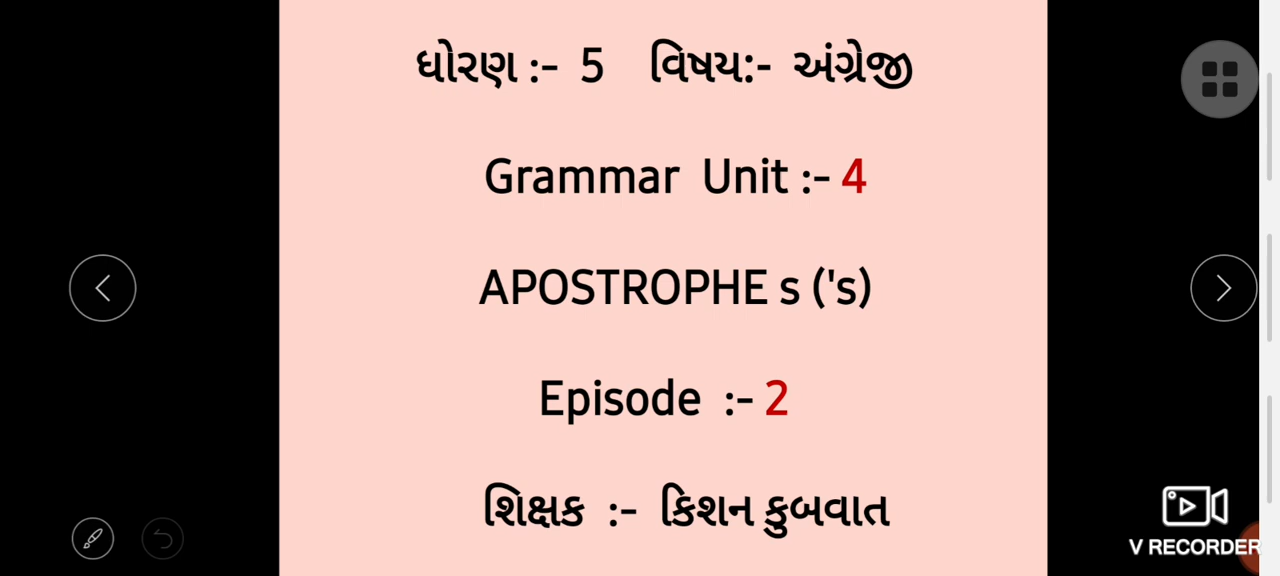 ધોરણ :- 5 વિષય:- અંગ્રેજી
Grammar Unit :- 4
APOSTROPHE s ('s)
Episode :- 2
શિક્ષક :- કિશન કુબવાત
V RECORDER